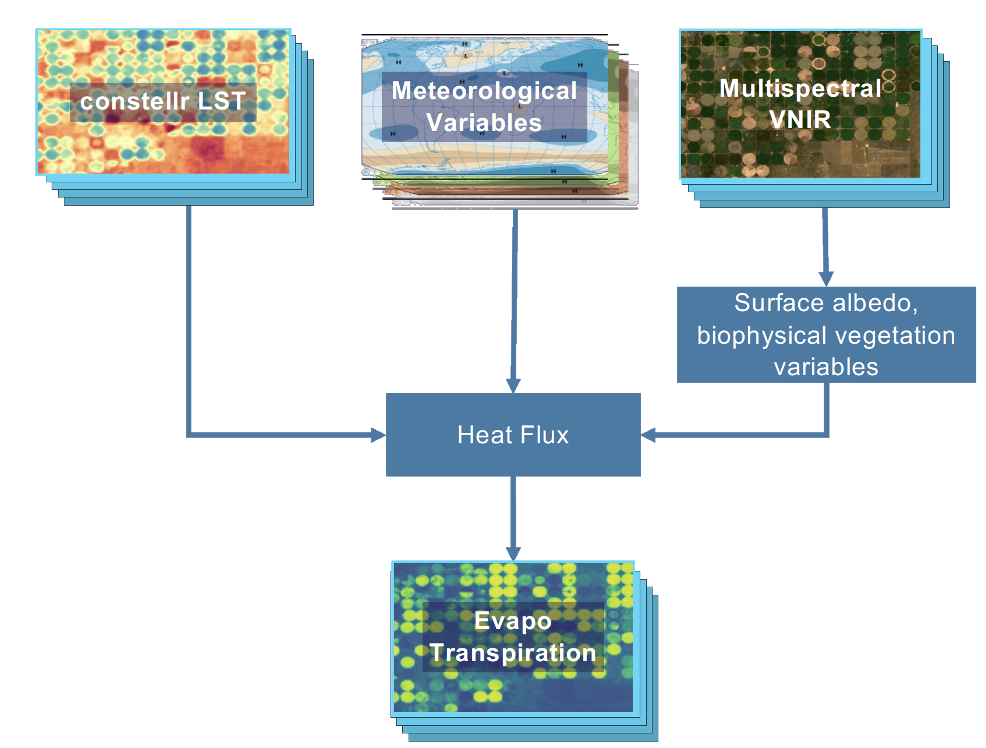 constellr LST
Meteorological
Variables
Multispectral
VNIR
Surface albedo,
biophysical vegetation
variables
Heat Flux
Evapo
Transpiration